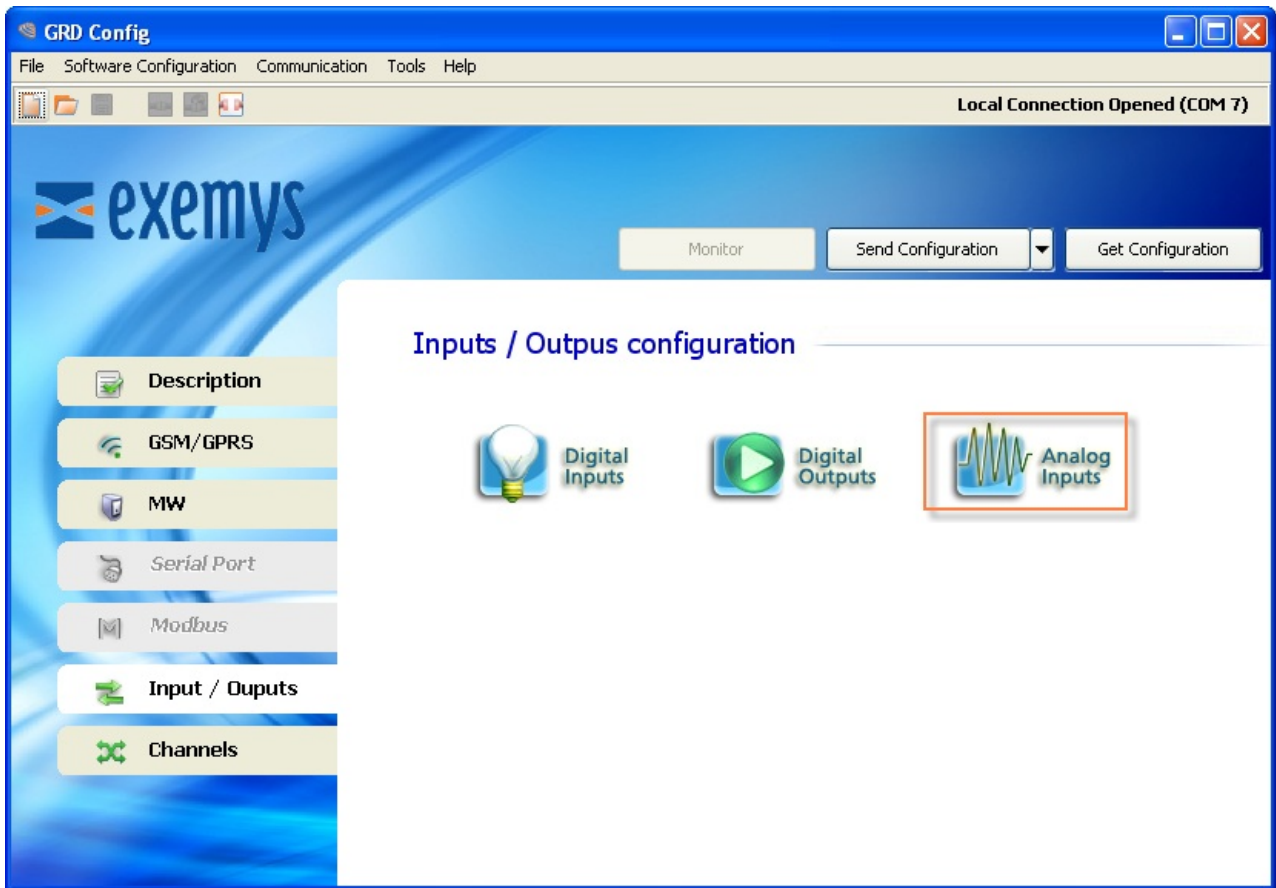 GRD Config
File Software Configuration Communication Tools Help
Local Connection Opened (COM 7)
exemys
Monitor
Send Configuration
Get Configuration
Inputs / Outpus configuration
Description
GSM/GPRS
MW
Serial Port
Modbus
Input / Ouputs
Channels
Digital
Inputs
Digital
Outputs
Analog
Inputs